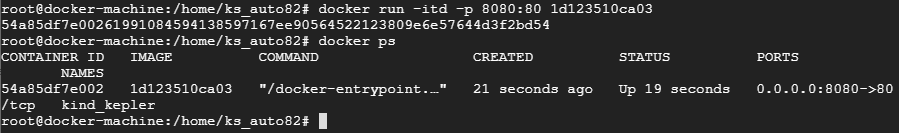 root@docker-machine:/home/ks_auto82# docker run -itd -p 8080:80 1d123510ca03
54a85df7e00261991084594138597167ee90564522123809e6e57644d3f2bd54
root@docker-machine:/home/ks_auto82# docker ps
CONTAINER ID   IMAGE          COMMAND                  CREATED          STATUS          PORTS
       NAMES
54a85df7e002   1d123510ca03   "/docker-entrypoint.…"   21 seconds ago   Up 19 seconds   0.0.0.0:8080->80
/tcp   kind_kepler
root@docker-machine:/home/ks_auto82#